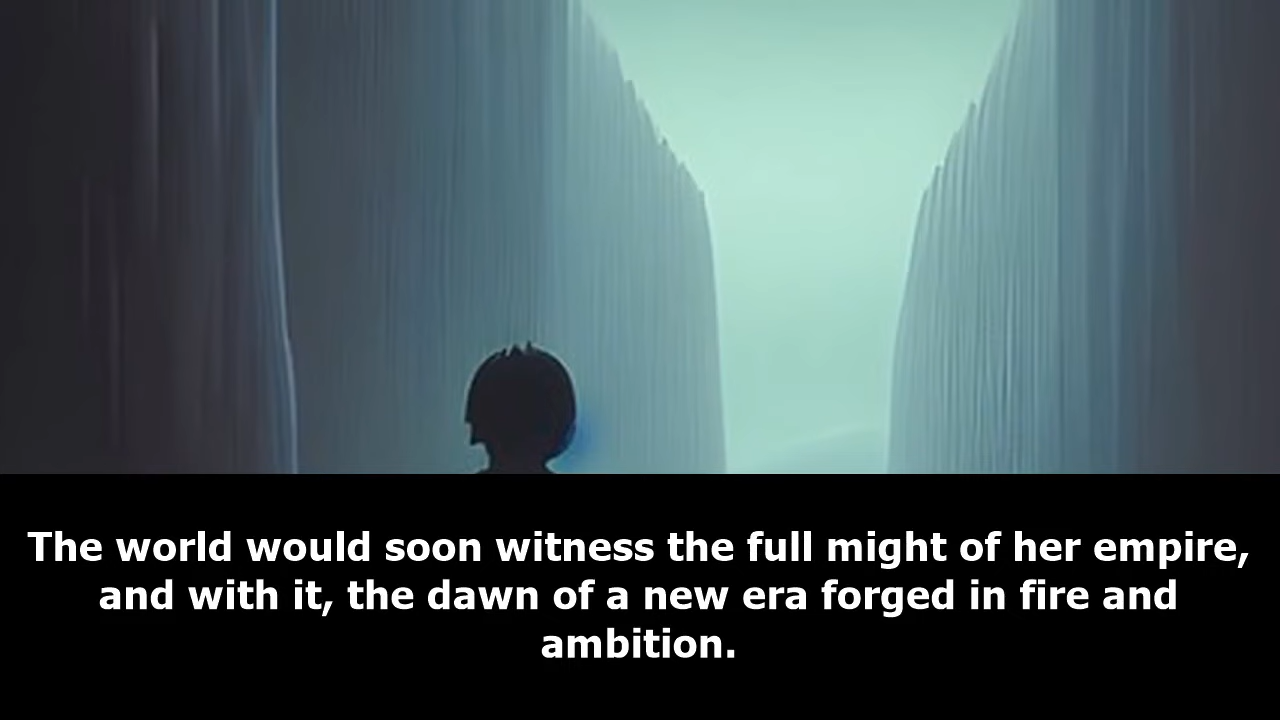 The world would soon witness the full might of her empire,
and with it, the dawn of a new era forged in fire and
ambition.